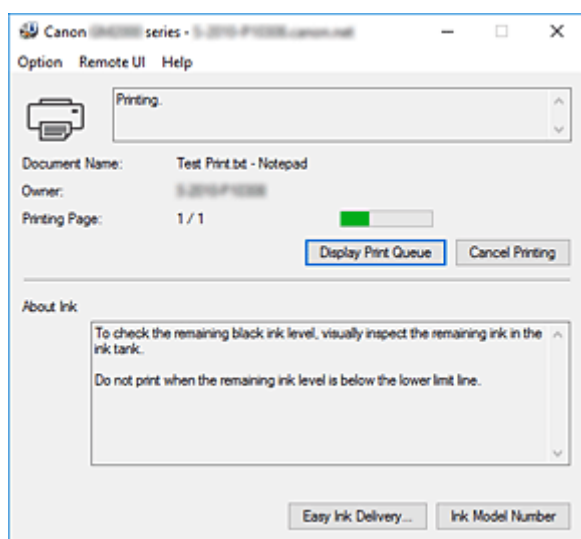 Canon series -
Option Remote UI Help
Printing.
Document Name: Test Print.txt - Notepad
Owner:
Printing Page: 1 / 1
Display Print Queue Cancel Printing
About Ink
To check the remaining black ink level, visually inspect the remaining ink in the
ink tank..
Do not print when the remaining ink level is below the lower limit line.
Easy Ink Delivery... Ink Model Number